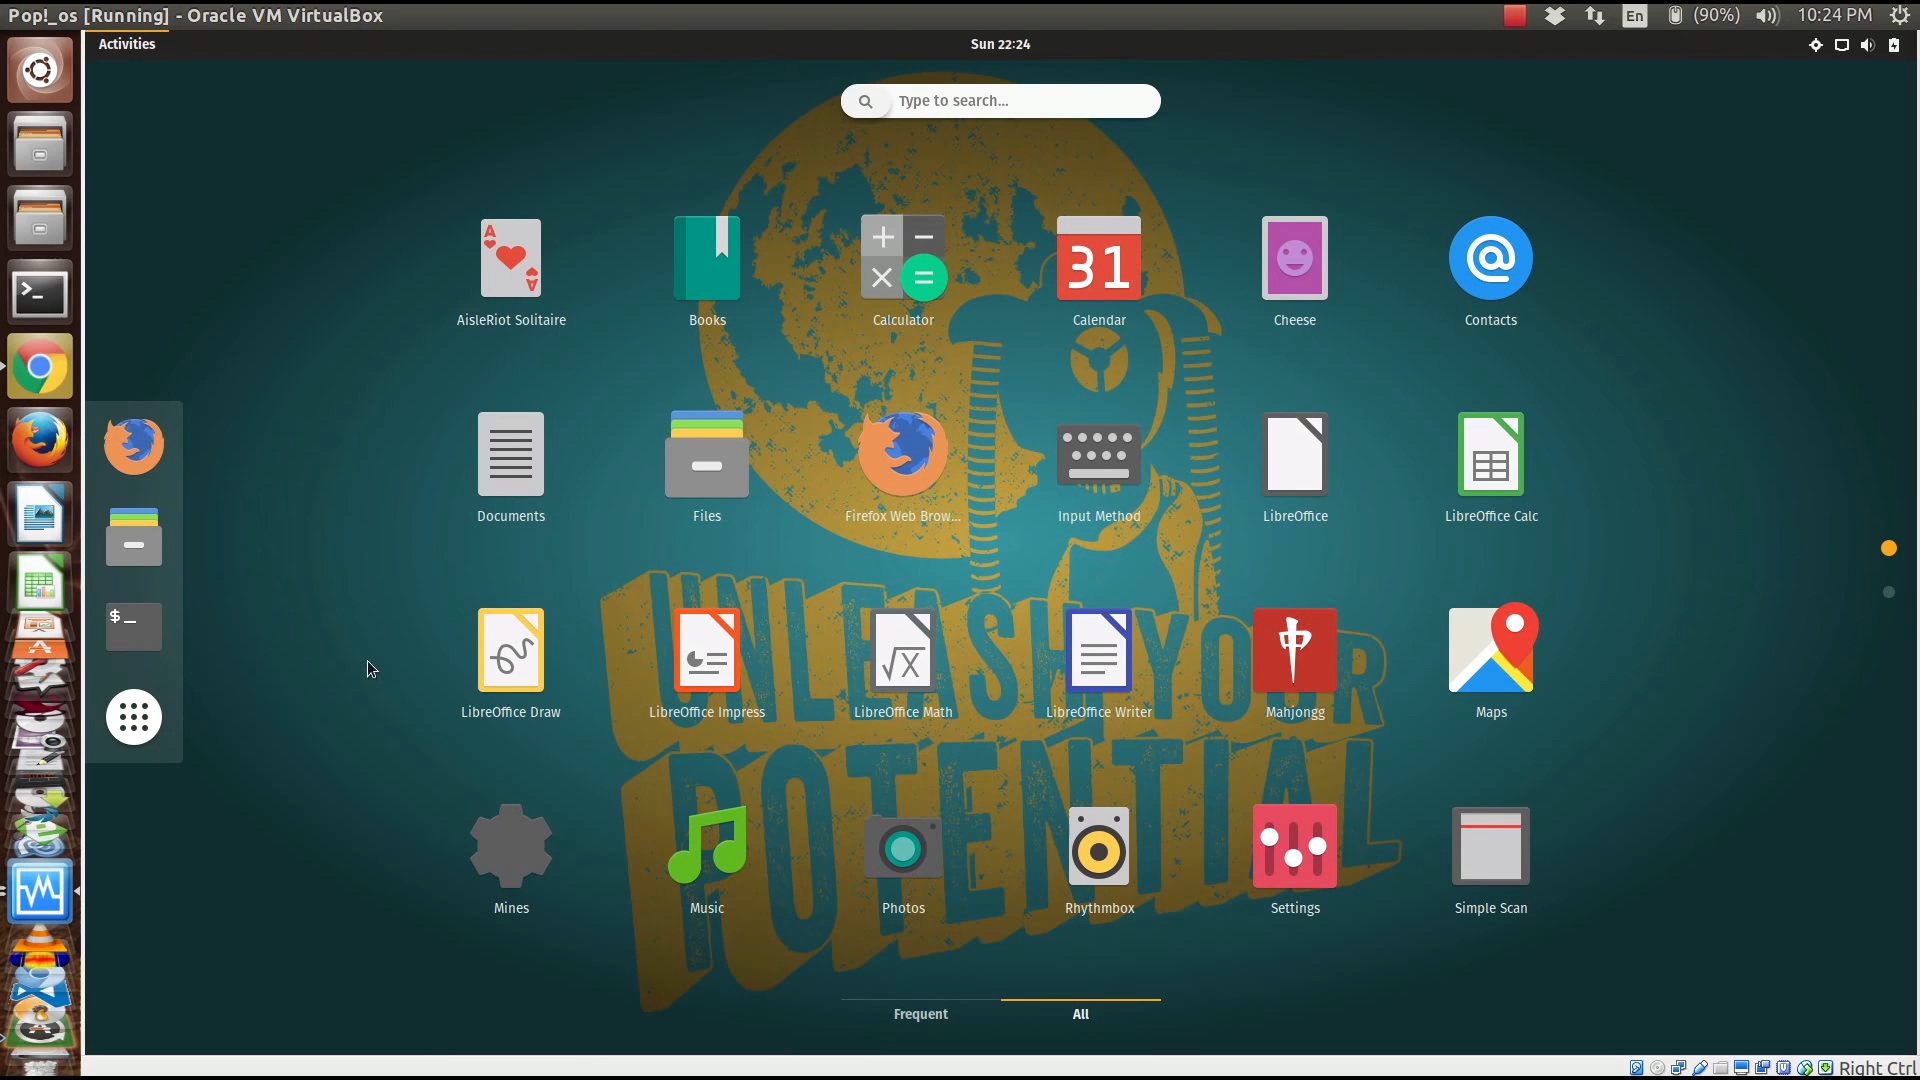 Pop!_os [Running] - Oracle VM VirtualBox
En
(90%)
10:24 PM
Activities
Sun 22:24
Type to search...
A
A
31
AisleRiot Solitaire
Books
Calculator
Calendar
Cheese
Contacts
Documents
Files
Firefox Web Brow...
Input Method
LibreOffice
LibreOffice Calc
$_
UNLEASH YOUR
POTENTIAL
中
√X
LibreOffice Draw
LibreOffice Impress
LibreOffice Math
LibreOffice Writer
Mahjongg
Maps
Mines
Music
Photos
Rhythmbox
Settings
Simple Scan
Frequent
All
Right Ctrl